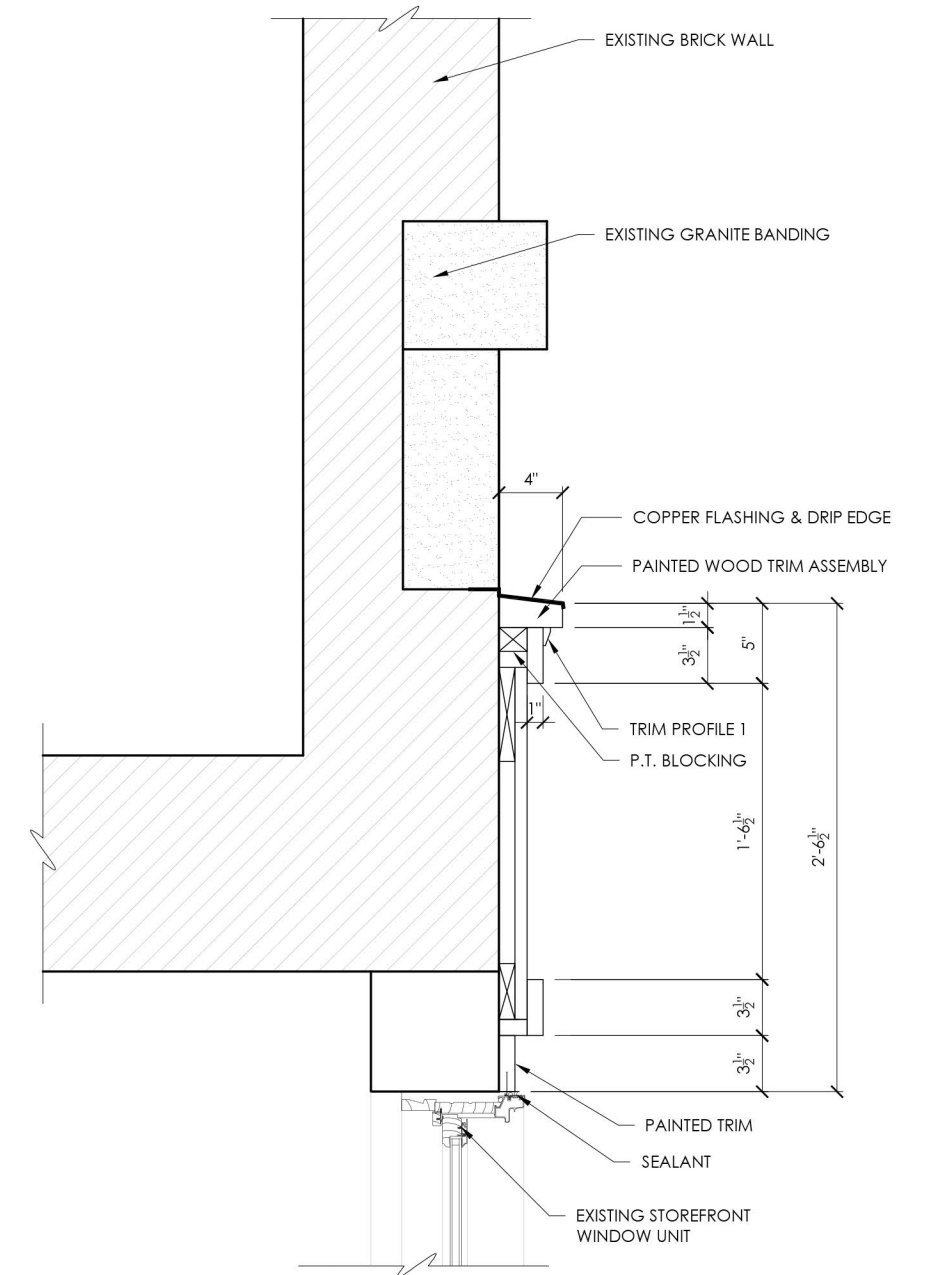 EXISTING BRICK WALL
EXISTING GRANITE BANDING
4"
COPPER FLASHING & DRIP EDGE
PAINTED WOOD TRIM ASSEMBLY
1½"
3½"
5"
1"
TRIM PROFILE 1
P.T. BLOCKING
1'-6½"
2'-6½"
3½"
3½"
PAINTED TRIM
SEALANT
EXISTING STOREFRONT
WINDOW UNIT